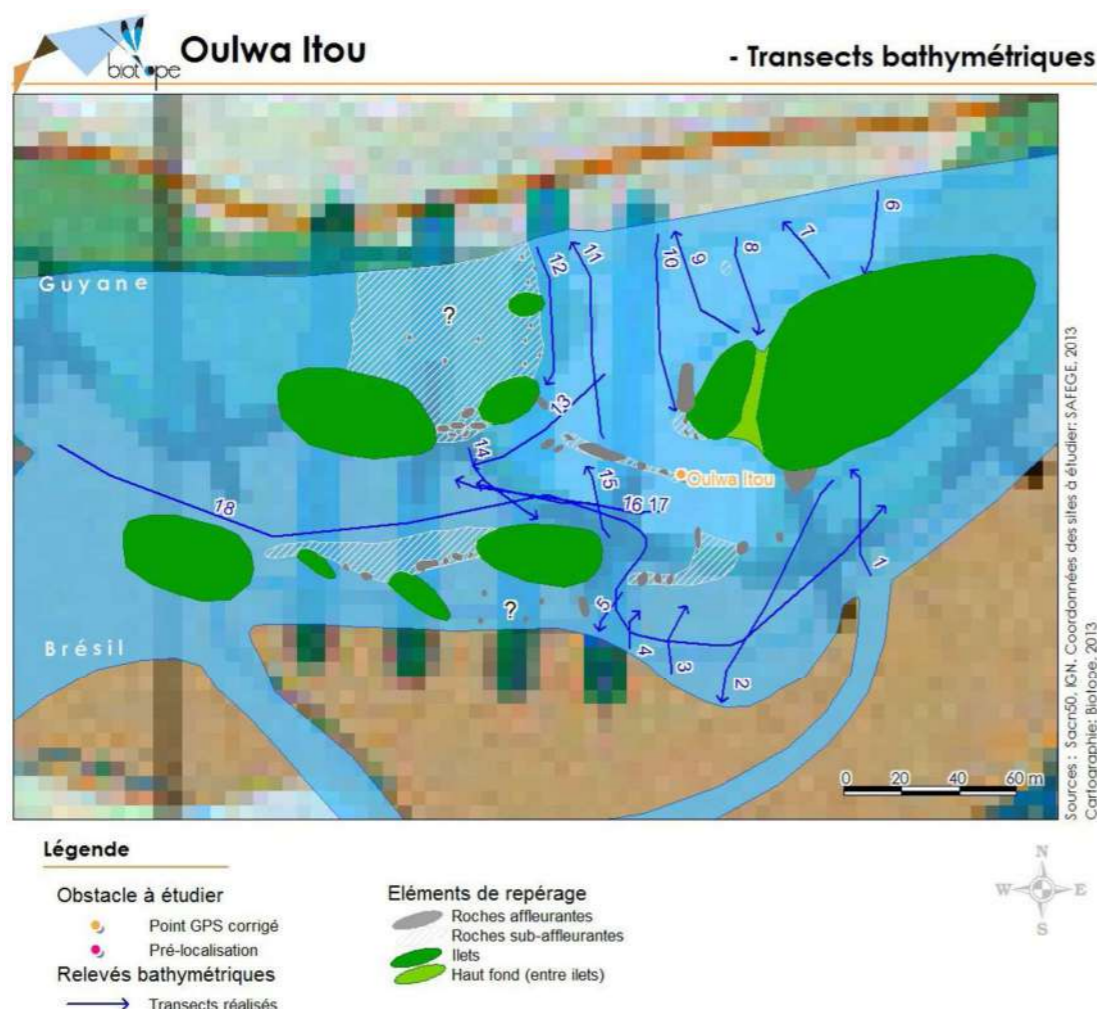 biotope
Oulwa Itou
- Transects bathymétriques
6
7
8
9
10
11
12
Guyane
?
13
14
Oulwa Itou
15
16 17
18
1
?
5
4
3
2
Brésil
0 20 40 60 m
Sources : Sacn50, IGN. Coordonnées des sites à étudier: SAFEGE, 2013
Cartographie: Biotope, 2013
Légende
Obstacle à étudier
Point GPS corrigé
Pré-localisation
Relevés bathymétriques
Transects réalisés
Eléments de repérage
Roches affleurantes
Roches sub-affleurantes
Ilets
Haut fond (entre ilets)
N
W E
S